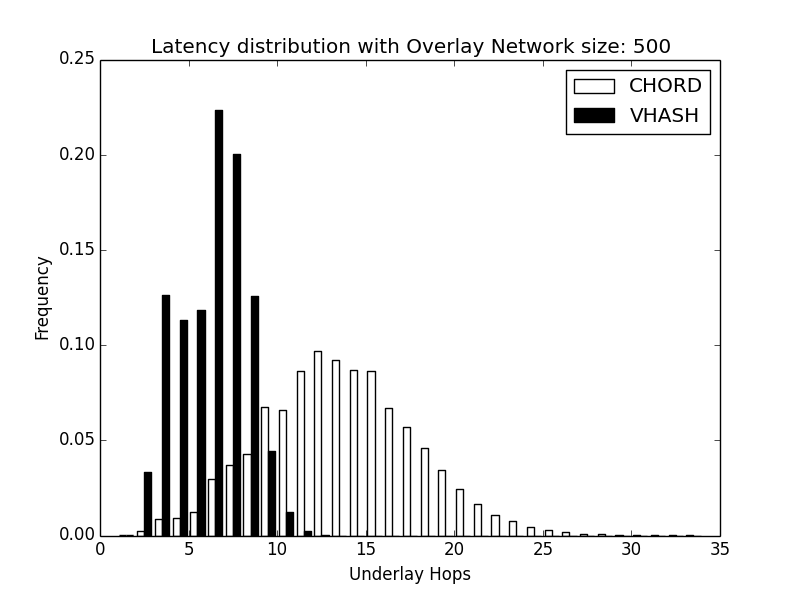 Latency distribution with Overlay Network size: 500
CHORD
VHASH
0.25
0.20
0.15
0.10
0.05
0.00
Frequency
0 5 10 15 20 25 30 35
Underlay Hops